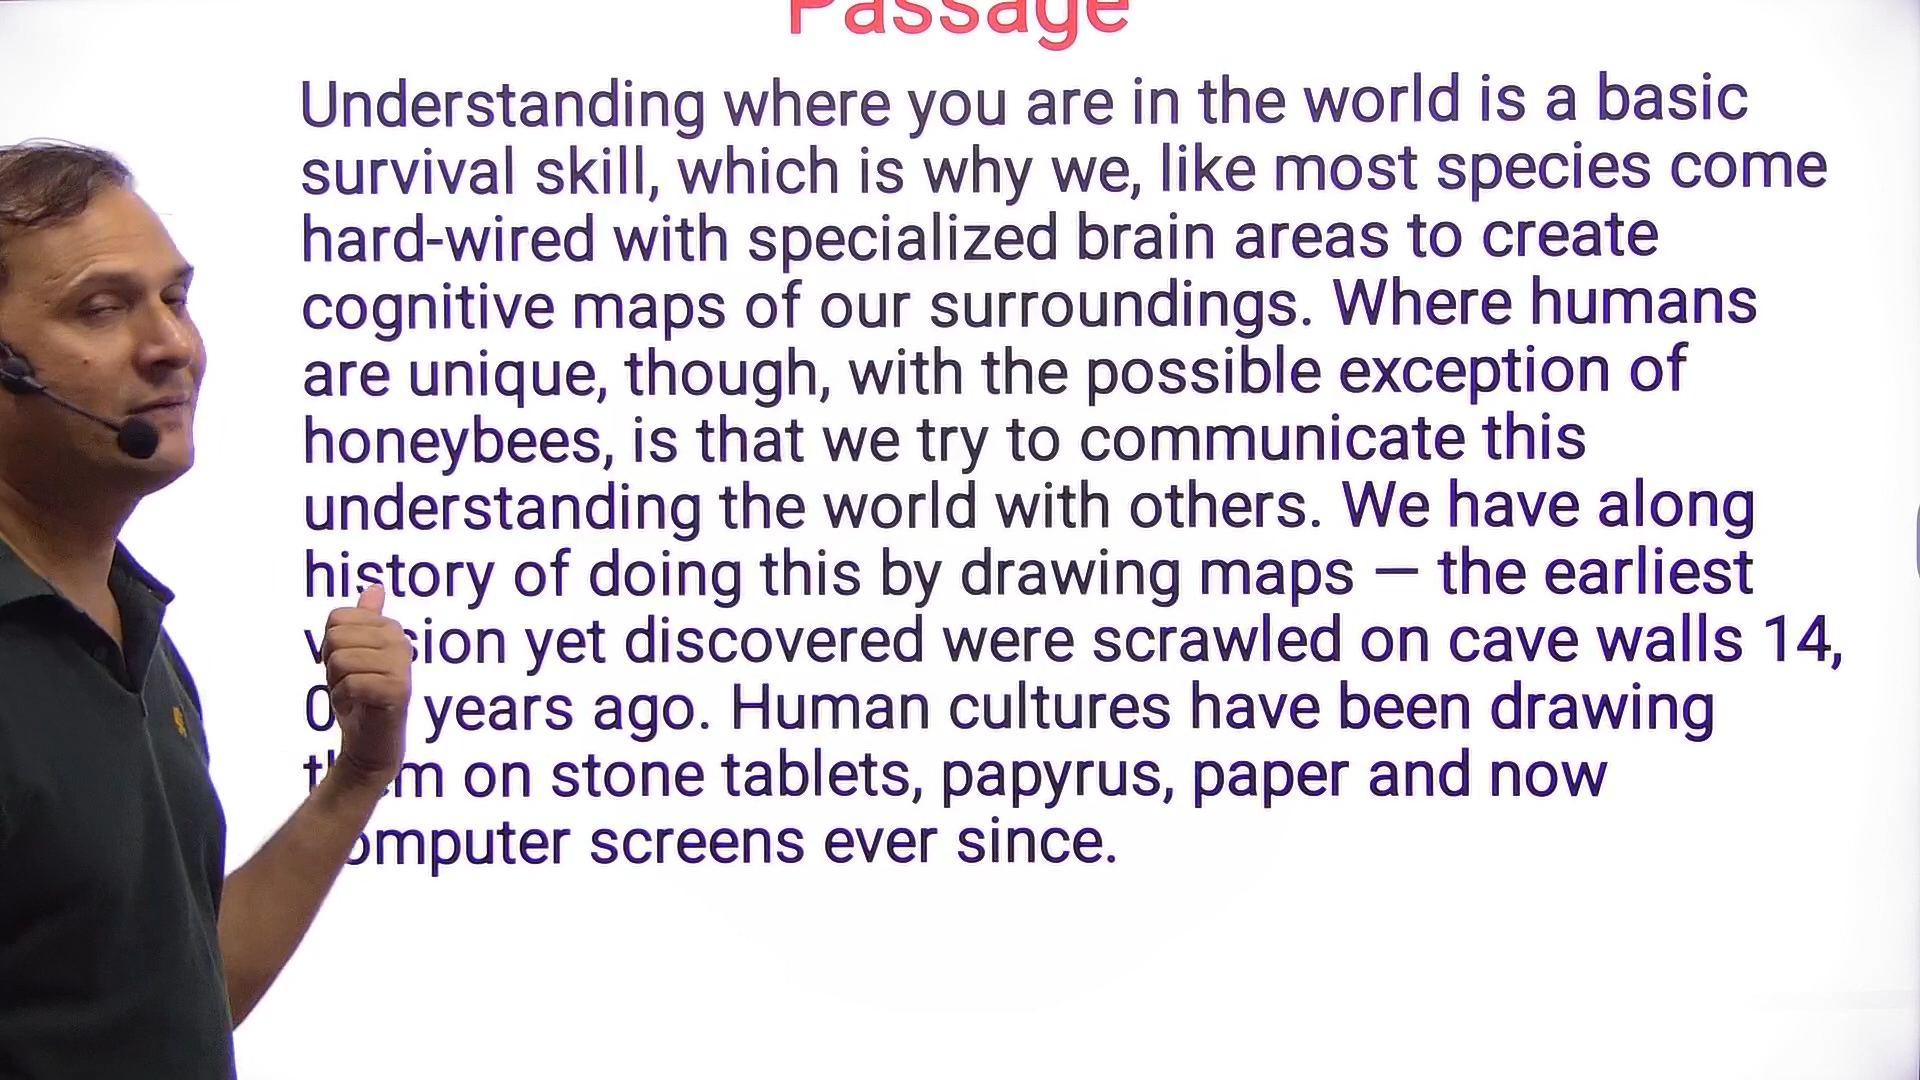 Passage
Understanding where you are in the world is a basic
survival skill, which is why we, like most species come
hard-wired with specialized brain areas to create
cognitive maps of our surroundings. Where humans
are unique, though, with the possible exception of
honeybees, is that we try to communicate this
understanding the world with others. We have along
history of doing this by drawing maps — the earliest
yet discovered were scrawled on cave walls 14,
years ago. Human cultures have been drawing
on stone tablets, papyrus, paper and now
computer screens ever since.